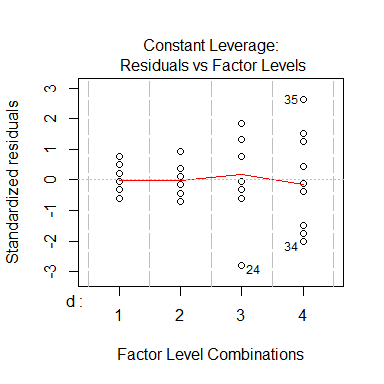 Constant Leverage:
Residuals vs Factor Levels
Standardized residuals
3
2
1
0
-1
-2
-3
35
34
24
d :
1 2 3 4
Factor Level Combinations